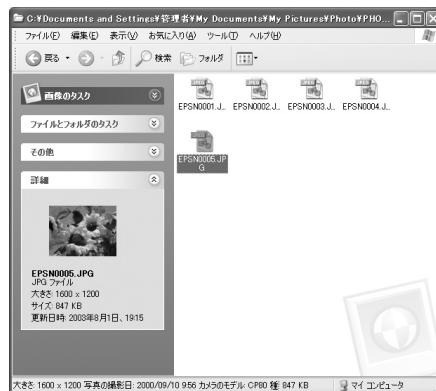 C:¥Documents and Settings¥管理者¥My Documents¥My Pictures¥Photo¥PHO...
ファイル(F) 編集(E) 表示(V) お気に入り(A) ツール(T) ヘルプ(H)
戻る 検索 フォルダ
画像のタスク
ファイルとフォルダのタスク
その他
詳細
EPSN0005.JPG
JPG ファイル
大きさ: 1600 x 1200
サイズ: 847 KB
更新日時: 2003年8月1日、19:15
EPSN0001.J... EPSN0002.J... EPSN0003.J... EPSN0004.J...
EPSN0005.JP
G
大きさ: 1600 x 1200 写真の撮影日: 2000/09/10 9:56 カメラのモデル: CP80 種 847 KB マイ コンピュータ